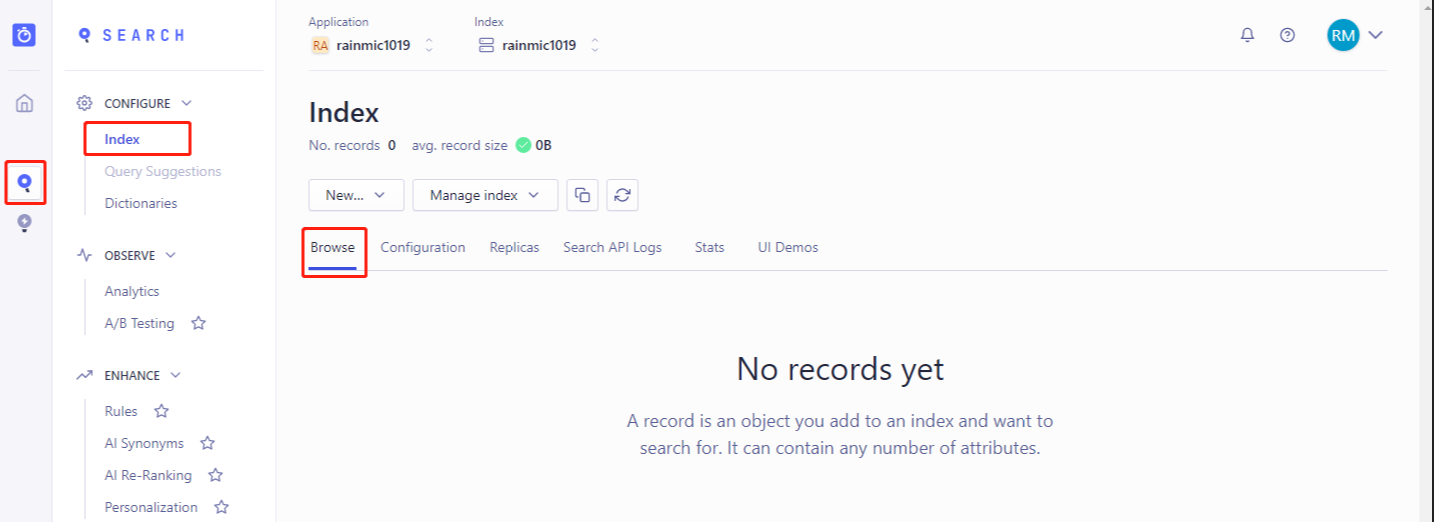 SEARCH
CONFIGURE
Index
Query Suggestions
Dictionaries
OBSERVE
Analytics
A/B Testing
ENHANCE
Rules
AI Synonyms
AI Re-Ranking
Personalization
Application
RA rainmic1019
Index
rainmic1019
RM
Index
No. records 0 avg. record size 0B
New... Manage index
Browse Configuration Replicas Search API Logs Stats UI Demos
No records yet
A record is an object you add to an index and want to
search for. It can contain any number of attributes.